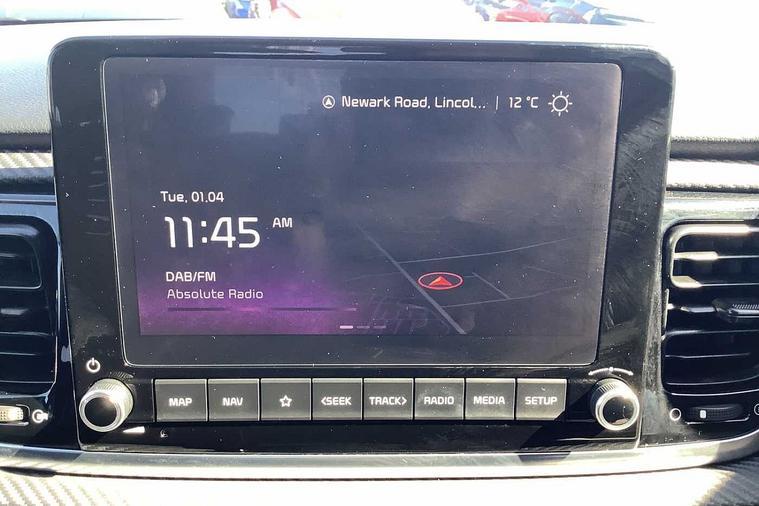 Newark Road, Lincol... | 12 °C
Tue, 01.04
11:45 AM
DAB/FM
Absolute Radio
MAP
NAV
<SEEK
TRACK>
RADIO
MEDIA
SETUP